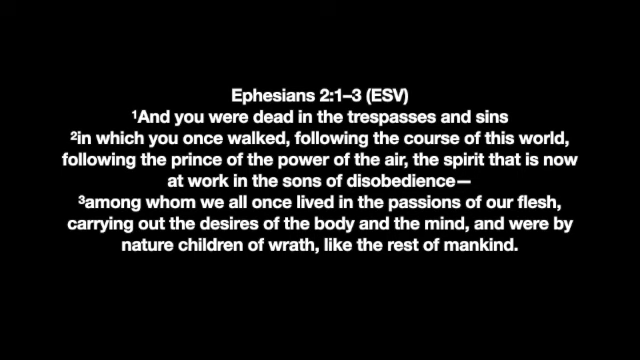 Ephesians 2:1–3 (ESV)
¹And you were dead in the trespasses and sins
²in which you once walked, following the course of this world,
following the prince of the power of the air, the spirit that is now
at work in the sons of disobedience—
³among whom we all once lived in the passions of our flesh,
carrying out the desires of the body and the mind, and were by
nature children of wrath, like the rest of mankind.